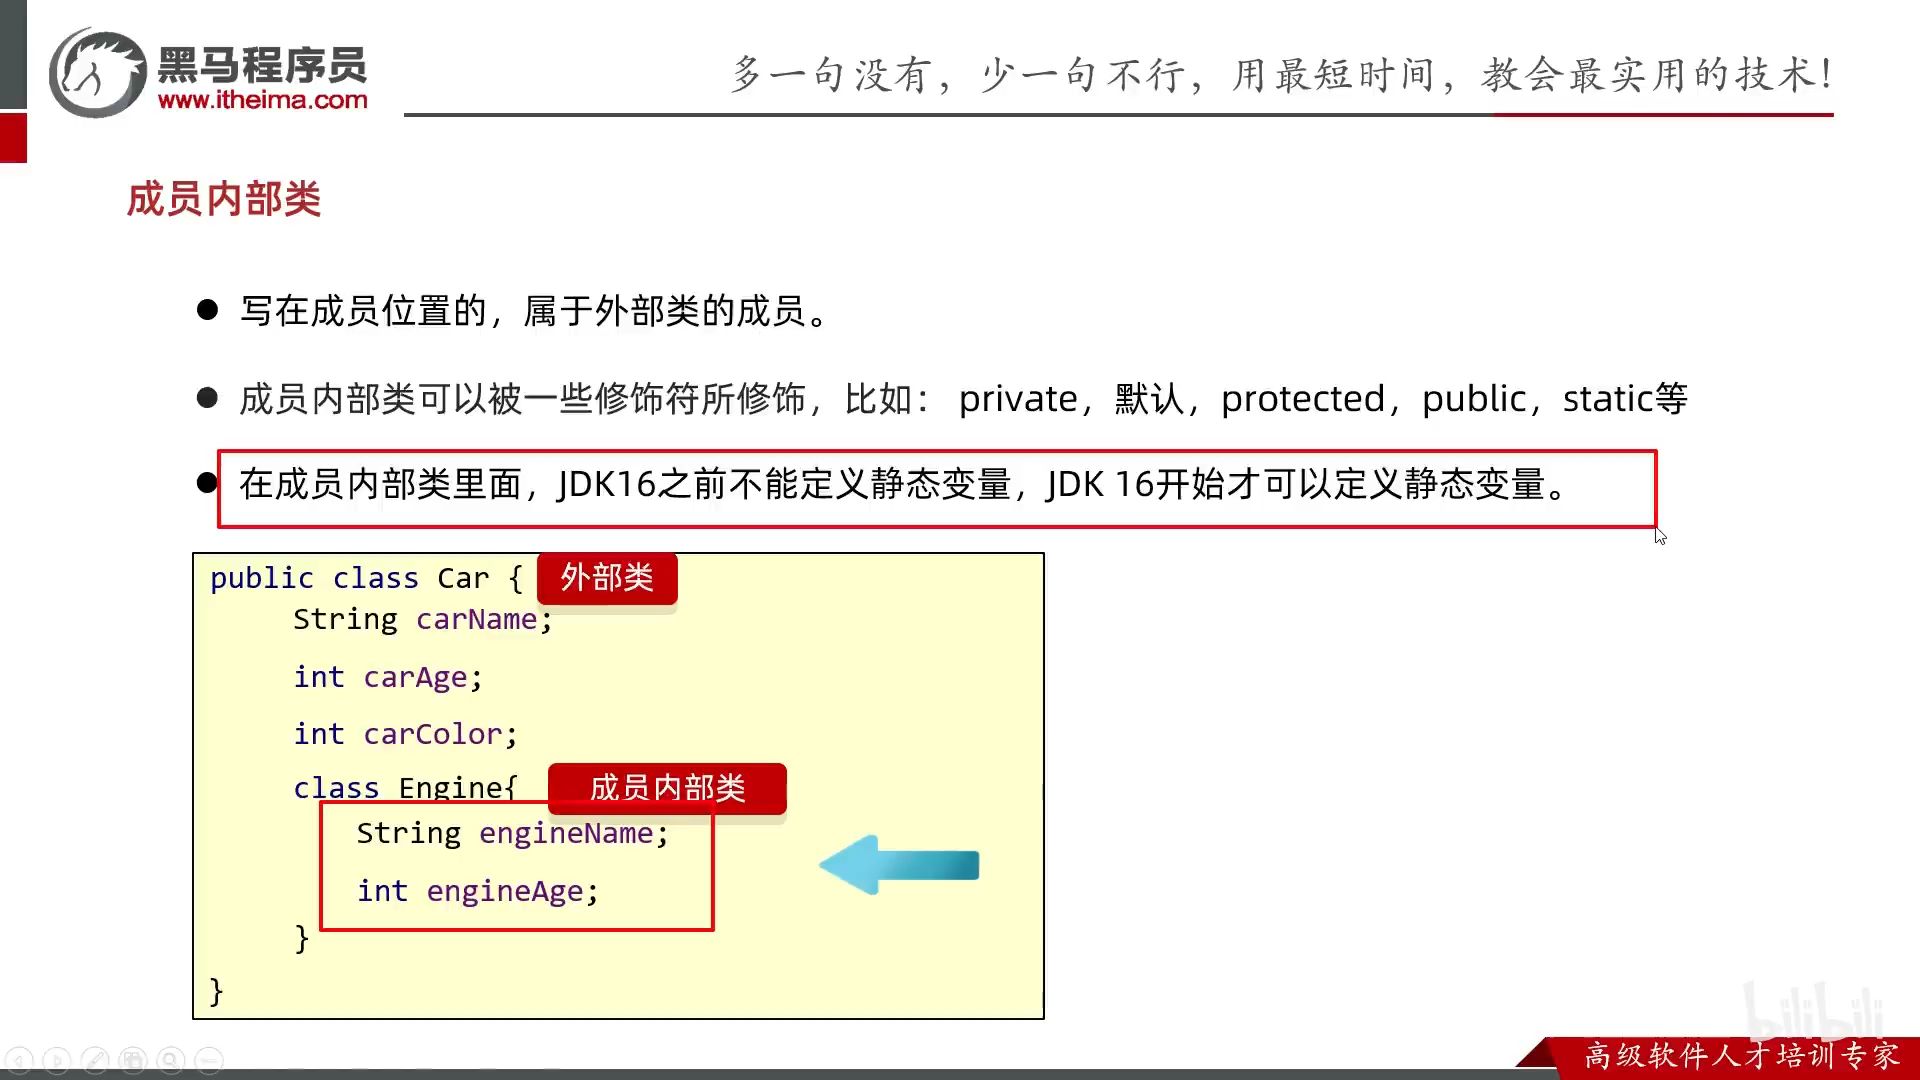 黑马程序员
www.itheima.com
多一句没有，少一句不行，用最短时间，教会最实用的技术！
成员内部类
写在成员位置的，属于外部类的成员。
成员内部类可以被一些修饰符所修饰，比如： private，默认，protected，public，static等
在成员内部类里面，JDK16之前不能定义静态变量，JDK 16开始才可以定义静态变量。
public class Car { 外部类
String carName;
int carAge;
int carColor;
class Engine{ 成员内部类
String engineName;
int engineAge;
}
}
bilibili
高级软件人才培训专家